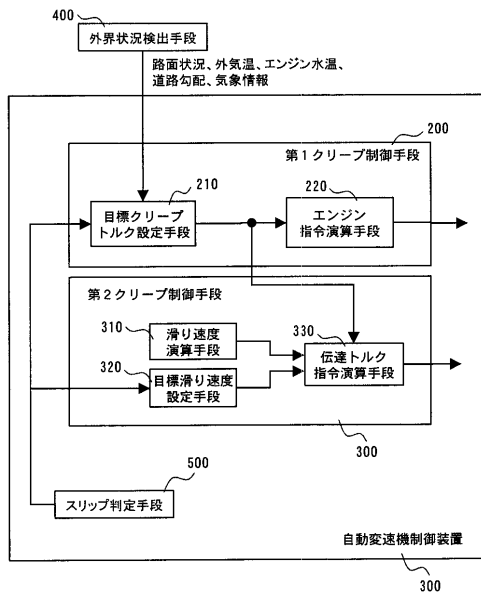 400
外界状況検出手段
路面状況、外気温、エンジン水温、
道路勾配、気象情報
200
第1クリープ制御手段
210
目標クリープ
トルク設定手段
220
エンジン
指令演算手段
第2クリープ制御手段
310
滑り速度
演算手段
320
目標滑り速度
設定手段
330
伝達トルク
指令演算手段
300
500
スリップ判定手段
自動変速機制御装置
300